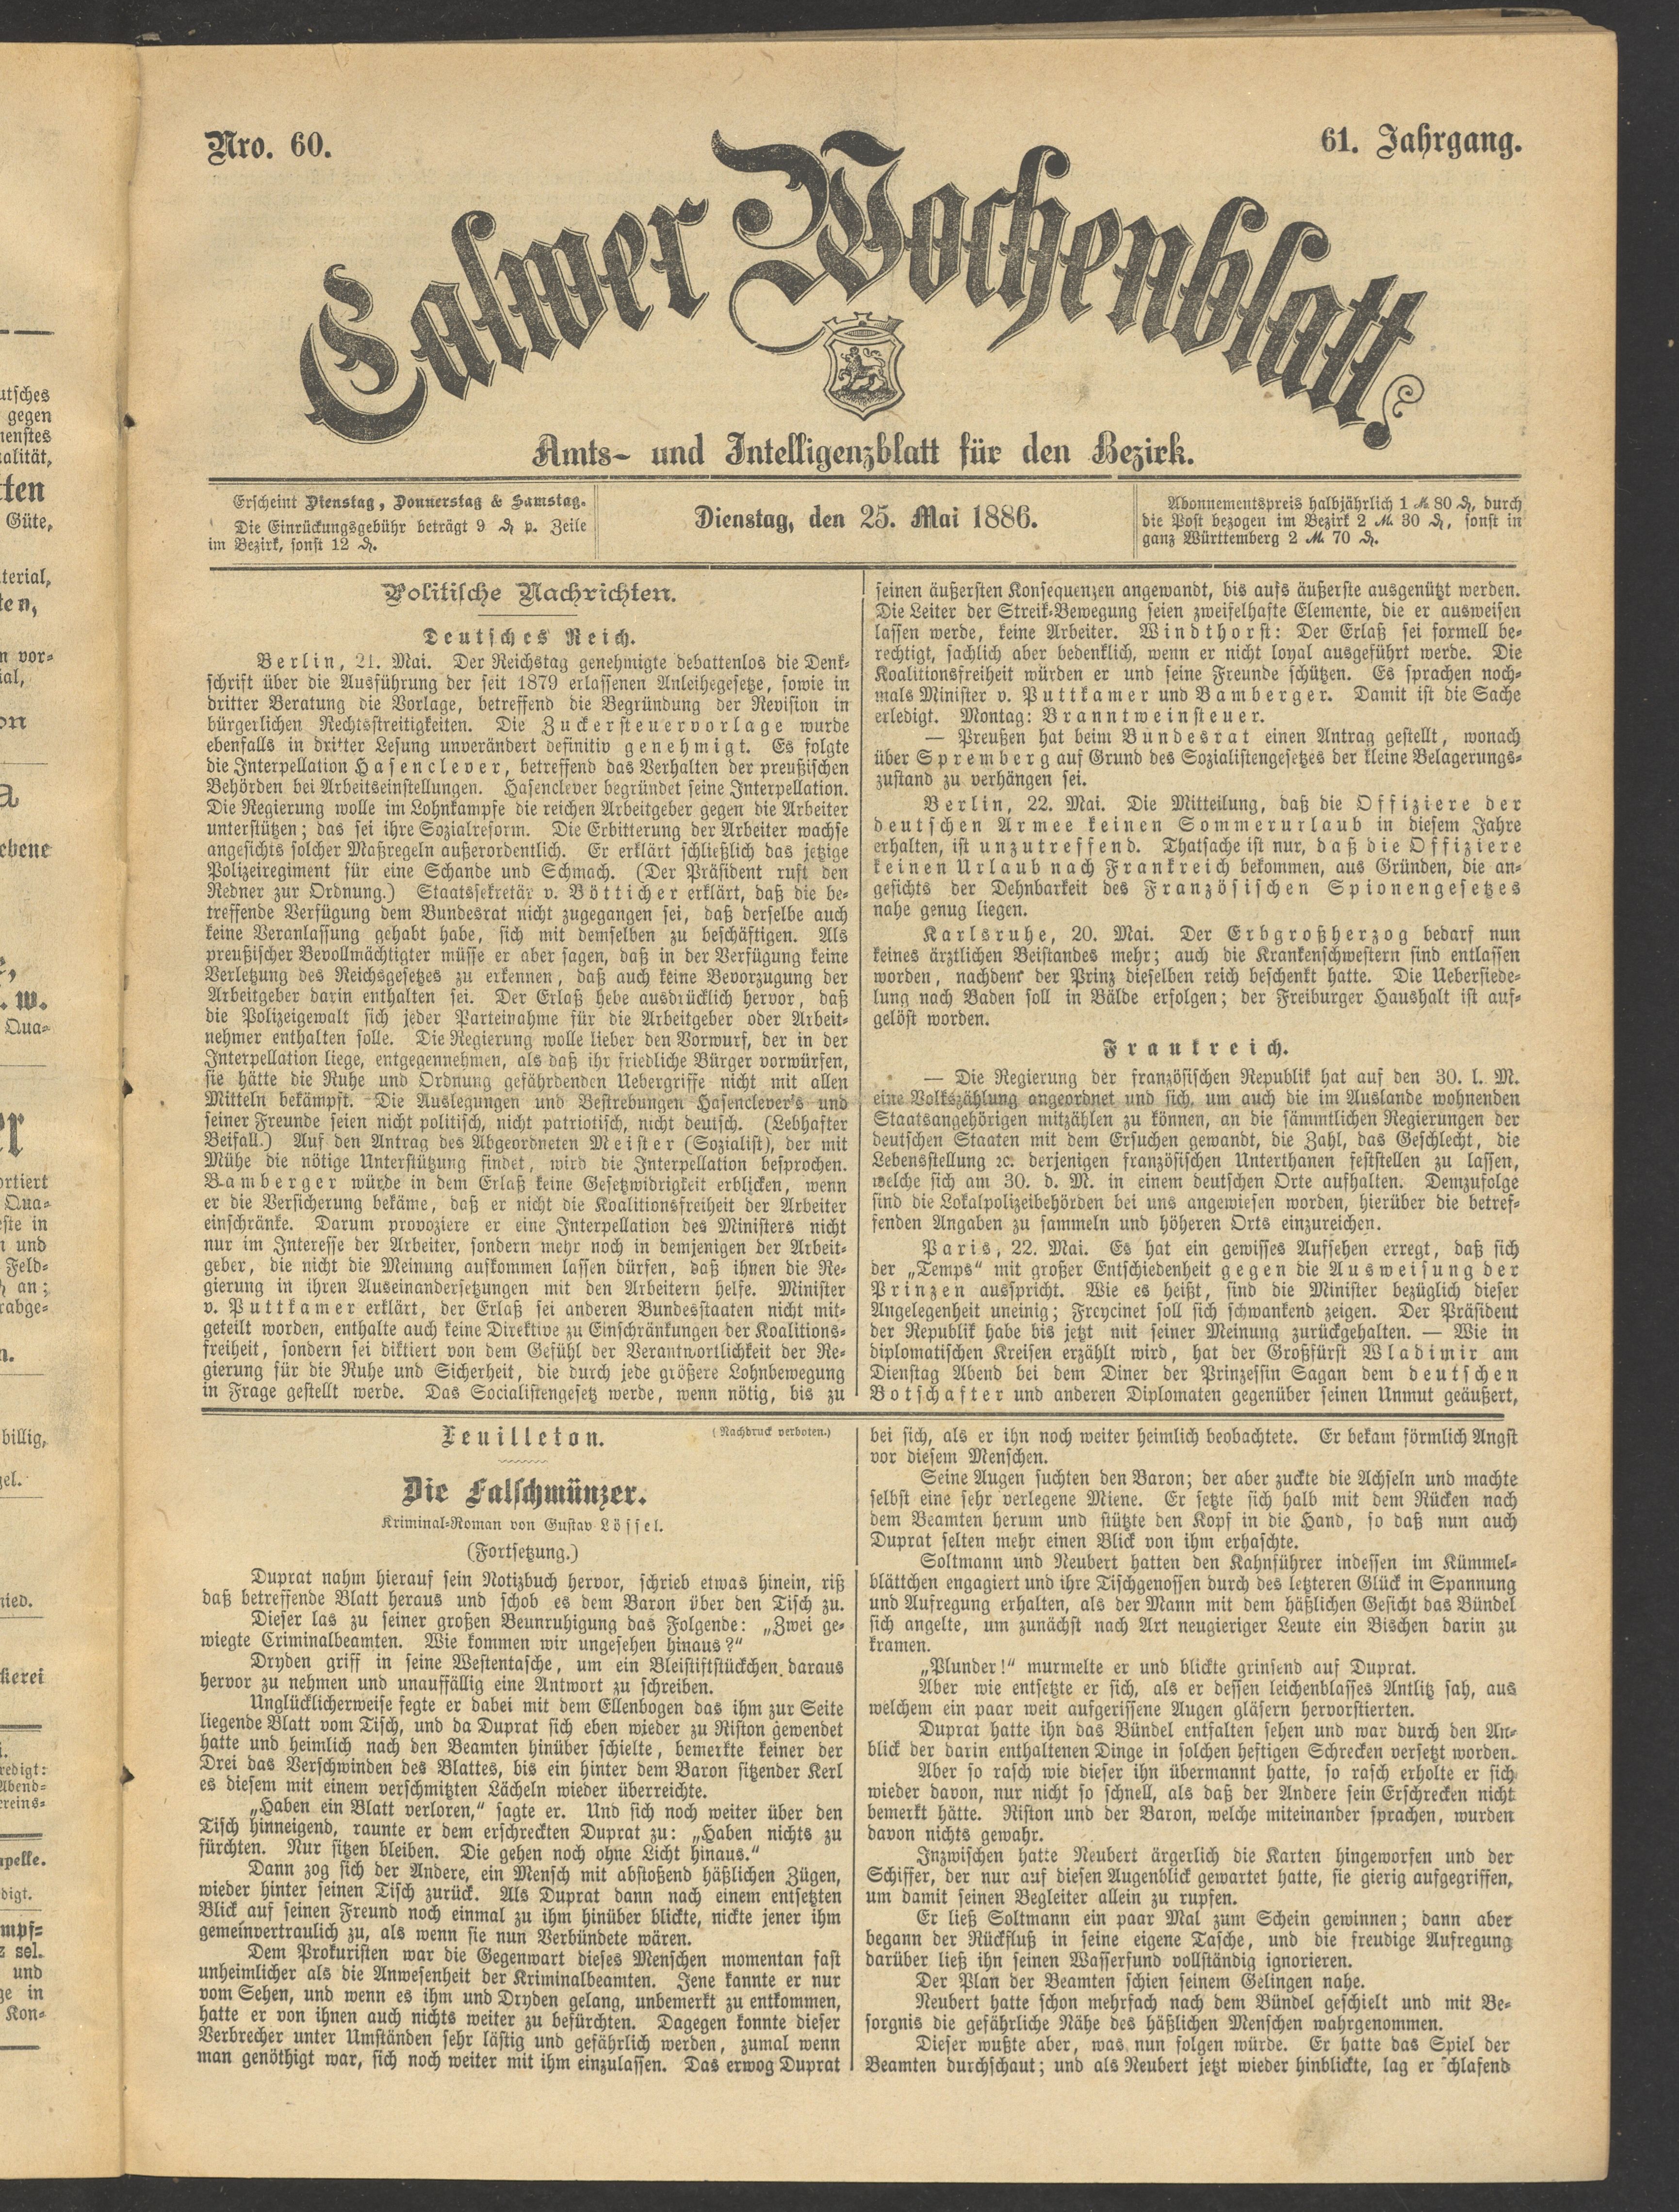 Nro. 60.
61. Jahrgang.
Calwer Wochenblatt
Amts- und Intelligenzblatt für den Bezirk.
Erscheint Dienstag, Donnerstag & Samstag.
Die Einrückungsgebühr beträgt 9 ₰ p. Zeile
im Bezirk, sonst 12 ₰.
Dienstag, den 25. Mai 1886.
Abonnementspreis halbjährlich 1 ℳ 80 ₰, durch
die Post bezogen im Bezirk 2 ℳ 30 ₰, sonst in
ganz Württemberg 2 ℳ 70 ₰.
Politische Nachrichten.
Deutsches Reich.
Berlin, 21. Mai. Der Reichstag genehmigte debattenlos die Denk-
schrift über die Ausführung der seit 1879 erlassenen Anleihegesetze, sowie in
dritter Beratung die Vorlage, betreffend die Begründung der Revision in
bürgerlichen Rechtsstreitigkeiten. Die Zuckersteuervorlage wurde
ebenfalls in dritter Lesung unverändert definitiv genehmigt. Es folgte
die Interpellation Hasenclever, betreffend das Verhalten der preußischen
Behörden bei Arbeitseinstellungen. Hasenclever begründet seine Interpellation.
Die Regierung wolle im Lohnkampfe die reichen Arbeitgeber gegen die Arbeiter
unterstützen; das sei ihre Sozialreform. Die Erbitterung der Arbeiter wachse
angesichts solcher Maßregeln außerordentlich. Er erklärt schließlich das jetzige
Polizeiregiment für eine Schande und Schmach. (Der Präsident ruft den
Redner zur Ordnung.) Staatssekretär v. Bötticher erklärt, daß die be-
treffende Verfügung dem Bundesrat nicht zugegangen sei, daß derselbe auch
keine Veranlassung gehabt habe, sich mit demselben zu beschäftigen. Als
preußischer Bevollmächtigter müsse er aber sagen, daß in der Verfügung keine
Verletzung des Reichsgesetzes zu erkennen, daß auch keine Bevorzugung der
Arbeitgeber darin enthalten sei. Der Erlaß hebe ausdrücklich hervor, daß
die Polizeigewalt sich jeder Parteinahme für die Arbeitgeber oder Arbeit-
nehmer enthalten solle. Die Regierung wolle lieber den Vorwurf, der in der
Interpellation liege, entgegennehmen, als daß ihr friedliche Bürger vorwürfen,
sie hätte die Ruhe und Ordnung gefährdenden Uebergriffe nicht mit allen
Mitteln bekämpft. Die Auslegungen und Bestrebungen Hasenclever's und
seiner Freunde seien nicht politisch, nicht patriotisch, nicht deutsch. (Lebhafter
Beifall.) Auf den Antrag des Abgeordneten Meister (Sozialist), der mit
Mühe die nötige Unterstützung findet, wird die Interpellation besprochen.
Bamberger würde in dem Erlaß keine Gesetzwidrigkeit erblicken, wenn
er die Versicherung bekäme, daß er nicht die Koalitionsfreiheit der Arbeiter
einschränke. Darum provoziere er eine Interpellation des Ministers nicht
nur im Interesse der Arbeiter, sondern mehr noch in demjenigen der Arbeit-
geber, die nicht die Meinung aufkommen lassen dürfen, daß ihnen die Re-
gierung in ihren Auseinandersetzungen mit den Arbeitern helfe. Minister
v. Puttkamer erklärt, der Erlaß sei anderen Bundesstaaten nicht mit-
geteilt worden, enthalte auch keine Direktive zu Einschränkungen der Koalitions-
freiheit, sondern sei diktiert von dem Gefühl der Verantwortlichkeit der Re-
gierung für die Ruhe und Sicherheit, die durch jede größere Lohnbewegung
in Frage gestellt werde. Das Socialistengesetz werde, wenn nötig, bis zu
seinen äußersten Konsequenzen angewandt, bis aufs äußerste ausgenützt werden.
Die Leiter der Streik-Bewegung seien zweifelhafte Elemente, die er ausweisen
lassen werde, keine Arbeiter. Windthorst: Der Erlaß sei formell be-
rechtigt, sachlich aber bedenklich, wenn er nicht loyal ausgeführt werde. Die
Koalitionsfreiheit würden er und seine Freunde schützen. Es sprachen noch-
mals Minister v. Puttkamer und Bamberger. Damit ist die Sache
erledigt. Montag: Branntweinsteuer.
— Preußen hat beim Bundesrat einen Antrag gestellt, wonach
über Spremberg auf Grund des Sozialistengesetzes der kleine Belagerungs-
zustand zu verhängen sei.
Berlin, 22. Mai. Die Mitteilung, daß die Offiziere der
deutschen Armee keinen Sommerurlaub in diesem Jahre
erhalten, ist unzutreffend. Thatsache ist nur, daß die Offiziere
keinen Urlaub nach Frankreich bekommen, aus Gründen, die an-
gesichts der Dehnbarkeit des Französischen Spionengesetzes
nahe genug liegen.
Karlsruhe, 20. Mai. Der Erbgroßherzog bedarf nun
keines ärztlichen Beistandes mehr; auch die Krankenschwestern sind entlassen
worden, nachdem der Prinz dieselben reich beschenkt hatte. Die Uebersiede-
lung nach Baden soll in Bälde erfolgen; der Freiburger Haushalt ist auf-
gelöst worden.
Frankreich.
— Die Regierung der französischen Republik hat auf den 30. l. M.
eine Volkszählung angeordnet und sich, um auch die im Auslande wohnenden
Staatsangehörigen mitzählen zu können, an die sämmtlichen Regierungen der
deutschen Staaten mit dem Ersuchen gewandt, die Zahl, das Geschlecht, die
Lebensstellung ꝛc. derjenigen französischen Unterthanen feststellen zu lassen,
welche sich am 30. d. M. in einem deutschen Orte aufhalten. Demzufolge
sind die Lokalpolizeibehörden bei uns angewiesen worden, hierüber die betref-
fenden Angaben zu sammeln und höheren Orts einzureichen.
Paris, 22. Mai. Es hat ein gewisses Aufsehen erregt, daß sich
der „Temps“ mit großer Entschiedenheit gegen die Ausweisung der
Prinzen ausspricht. Wie es heißt, sind die Minister bezüglich dieser
Angelegenheit uneinig; Freycinet soll sich schwankend zeigen. Der Präsident
der Republik habe bis jetzt mit seiner Meinung zurückgehalten. — Wie in
diplomatischen Kreisen erzählt wird, hat der Großfürst Wladimir am
Dienstag Abend bei dem Diner der Prinzessin Sagan dem deutschen
Botschafter und anderen Diplomaten gegenüber seinen Unmut geäußert,
Feuilleton.
(Nachdruck verboten.)
Die Falschmünzer.
Kriminal-Roman von Gustav Lössel.
(Fortsetzung.)
Duprat nahm hierauf sein Notizbuch hervor, schrieb etwas hinein, riß
daß betreffende Blatt heraus und schob es dem Baron über den Tisch zu.
Dieser las zu seiner großen Beunruhigung das Folgende: „Zwei ge-
wiegte Criminalbeamten. Wie kommen wir ungesehen hinaus?“
Dryden griff in seine Westentasche, um ein Bleistiftstückchen daraus
hervor zu nehmen und unauffällig eine Antwort zu schreiben.
Unglücklicherweise fegte er dabei mit dem Ellenbogen das ihm zur Seite
liegende Blatt vom Tisch, und da Duprat sich eben wieder zu Riston gewendet
hatte und heimlich nach den Beamten hinüber schielte, bemerkte keiner der
Drei das Verschwinden des Blattes, bis ein hinter dem Baron sitzender Kerl
es diesem mit einem verschmitzten Lächeln wieder überreichte.
„Haben ein Blatt verloren,“ sagte er. Und sich noch weiter über den
Tisch hinneigend, raunte er dem erschreckten Duprat zu: „Haben nichts zu
fürchten. Nur sitzen bleiben. Die gehen noch ohne Licht hinaus.“
Dann zog sich der Andere, ein Mensch mit abstoßend häßlichen Zügen,
wieder hinter seinen Tisch zurück. Als Duprat dann nach einem entsetzten
Blick auf seinen Freund noch einmal zu ihm hinüber blickte, nickte jener ihm
gemeinvertraulich zu, als wenn sie nun Verbündete wären.
Dem Prokuristen war die Gegenwart dieses Menschen momentan fast
unheimlicher als die Anwesenheit der Kriminalbeamten. Jene kannte er nur
vom Sehen, und wenn es ihm und Dryden gelang, unbemerkt zu entkommen,
hatte er von ihnen auch nichts weiter zu befürchten. Dagegen konnte dieser
Verbrecher unter Umständen sehr lästig und gefährlich werden, zumal wenn
man genöthigt war, sich noch weiter mit ihm einzulassen. Das erwog Duprat
bei sich, als er ihn noch weiter heimlich beobachtete. Er bekam förmlich Angst
vor diesem Menschen.
Seine Augen suchten den Baron; der aber zuckte die Achseln und machte
selbst eine sehr verlegene Miene. Er setzte sich halb mit dem Rücken nach
dem Beamten herum und stützte den Kopf in die Hand, so daß nun auch
Duprat selten mehr einen Blick von ihm erhaschte.
Soltmann und Neubert hatten den Kahnführer indessen im Kümmel-
blättchen engagiert und ihre Tischgenossen durch des letzteren Glück in Spannung
und Aufregung erhalten, als der Mann mit dem häßlichen Gesicht das Bündel
sich angelte, um zunächst nach Art neugieriger Leute ein Bischen darin zu
kramen.
„Plunder!“ murmelte er und blickte grinsend auf Duprat.
Aber wie entsetzte er sich, als er dessen leichenblasses Antlitz sah, aus
welchem ein paar weit aufgerissene Augen gläsern hervorstierten.
Duprat hatte ihn das Bündel entfalten sehen und war durch den An-
blick der darin enthaltenen Dinge in solchen heftigen Schrecken versetzt worden.
Aber so rasch wie dieser ihn übermannt hatte, so rasch erholte er sich
wieder davon, nur nicht so schnell, als daß der Andere sein Erschrecken nicht
bemerkt hätte. Riston und der Baron, welche miteinander sprachen, wurden
davon nichts gewahr.
Inzwischen hatte Neubert ärgerlich die Karten hingeworfen und der
Schiffer, der nur auf diesen Augenblick gewartet hatte, sie gierig aufgegriffen,
um damit seinen Begleiter allein zu rupfen.
Er ließ Soltmann ein paar Mal zum Schein gewinnen; dann aber
begann der Rückfluß in seine eigene Tasche, und die freudige Aufregung
darüber ließ ihn seinen Wasserfund vollständig ignorieren.
Der Plan der Beamten schien seinem Gelingen nahe.
Neubert hatte schon mehrfach nach dem Bündel geschielt und mit Be-
sorgnis die gefährliche Nähe des häßlichen Menschen wahrgenommen.
Dieser wußte aber, was nun folgen würde. Er hatte das Spiel der
Beamten durchschaut; und als Neubert jetzt wieder hinblickte, lag er schlafend